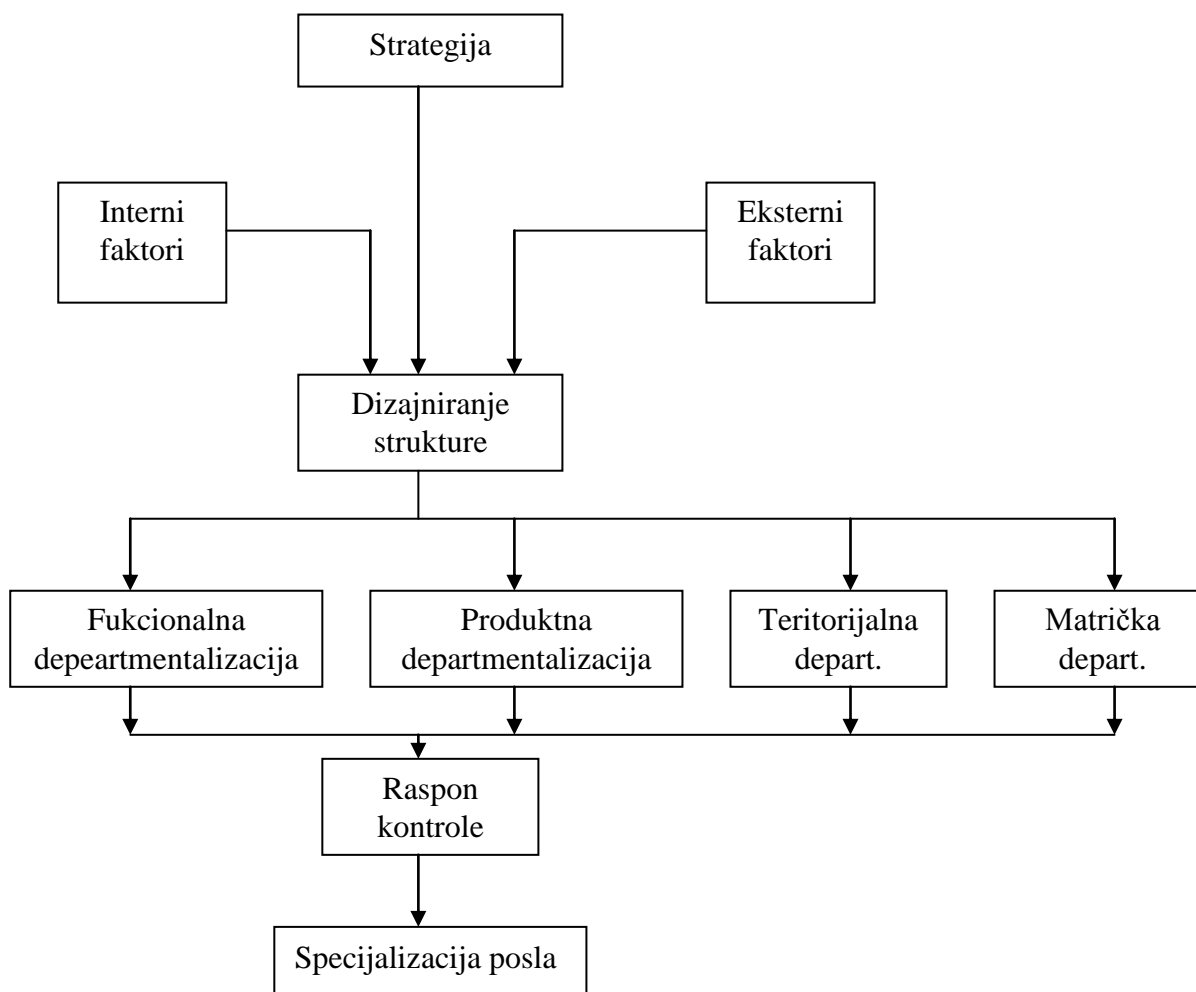 Strategija
Interni
faktori
Eksterni
faktori
Dizajniranje
strukture
Fukcionalna
depeartmentalizacija
Produktna
departmentalizacija
Teritorijalna
depart.
Matrička
depart.
Raspon
kontrole
Specijalizacija posla